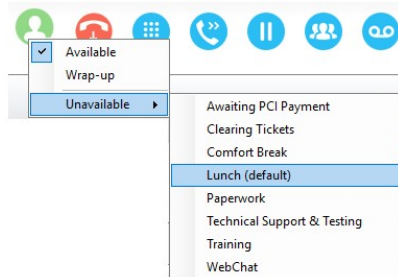 Available
Wrap-up
Unavailable
Awaiting PCI Payment
Clearing Tickets
Comfort Break
Lunch (default)
Paperwork
Technical Support & Testing
Training
WebChat